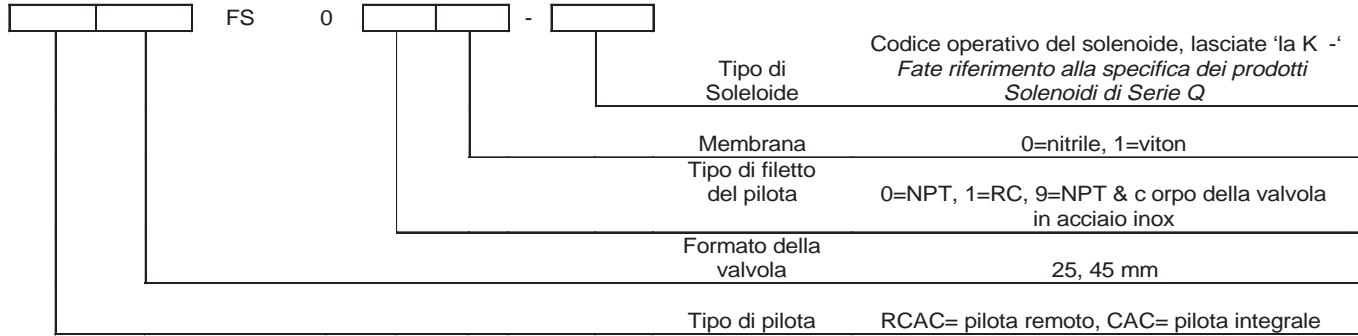 FS 0 -
Codice operativo del solenoide, lasciate ‘la K -‘
Tipo di Fate riferimento alla specifica dei prodotti
Soleloide Solenoidi di Serie Q
Membrana 0=nitrile, 1=viton
Tipo di filetto
del pilota 0=NPT, 1=RC, 9=NPT & c orpo della valvola
in acciaio inox
Formato della
valvola 25, 45 mm
Tipo di pilota RCAC= pilota remoto, CAC= pilota integrale